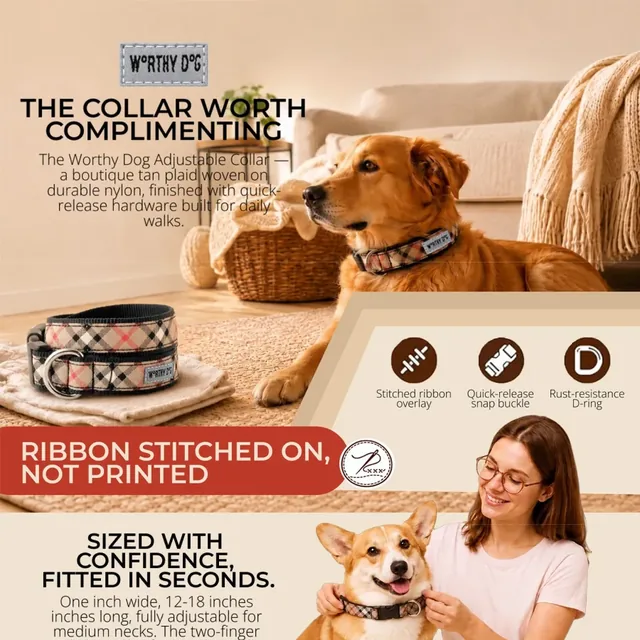 WORTHY DOG
THE COLLAR WORTH
COMPLIMENTING
The Worthy Dog Adjustable Collar —
a boutique tan plaid woven on
durable nylon, finished with quick-
release hardware built for daily
walks.
WORTHY DOG
WORTHY DOG
Stitched ribbon
overlay
Quick-release
snap buckle
Rust-resistance
D-ring
RIBBON STITCHED ON,
NOT PRINTED
SIZED WITH
CONFIDENCE,
FITTED IN SECONDS.
One inch wide, 12-18 inches
inches long, fully adjustable for
medium necks. The two-finger